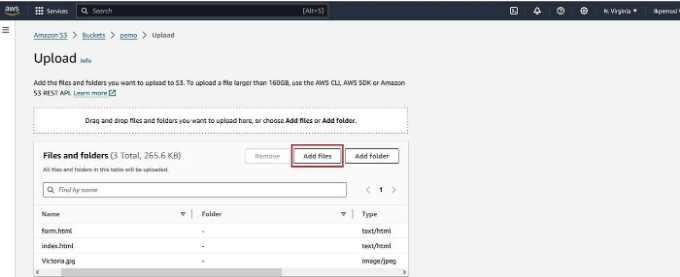 aws
Services
Search
[Alt+S]
N. Virginia
Ikpemosi
Amazon S3 > Buckets > pemo > Upload
Upload Info
Add the files and folders you want to upload to S3. To upload a file larger than 160GB, use the AWS CLI, AWS SDK or Amazon
S3 REST API. Learn more
Drag and drop files and folders you want to upload here, or choose Add files or Add folder.
Files and folders (3 Total, 265.6 KB)
Remove
Add files
Add folder
All files and folders in this table will be uploaded.
Find by name
< 1 >
Name Folder Type
form.html - text/html
index.html - text/html
Victoria.jpg - image/jpeg